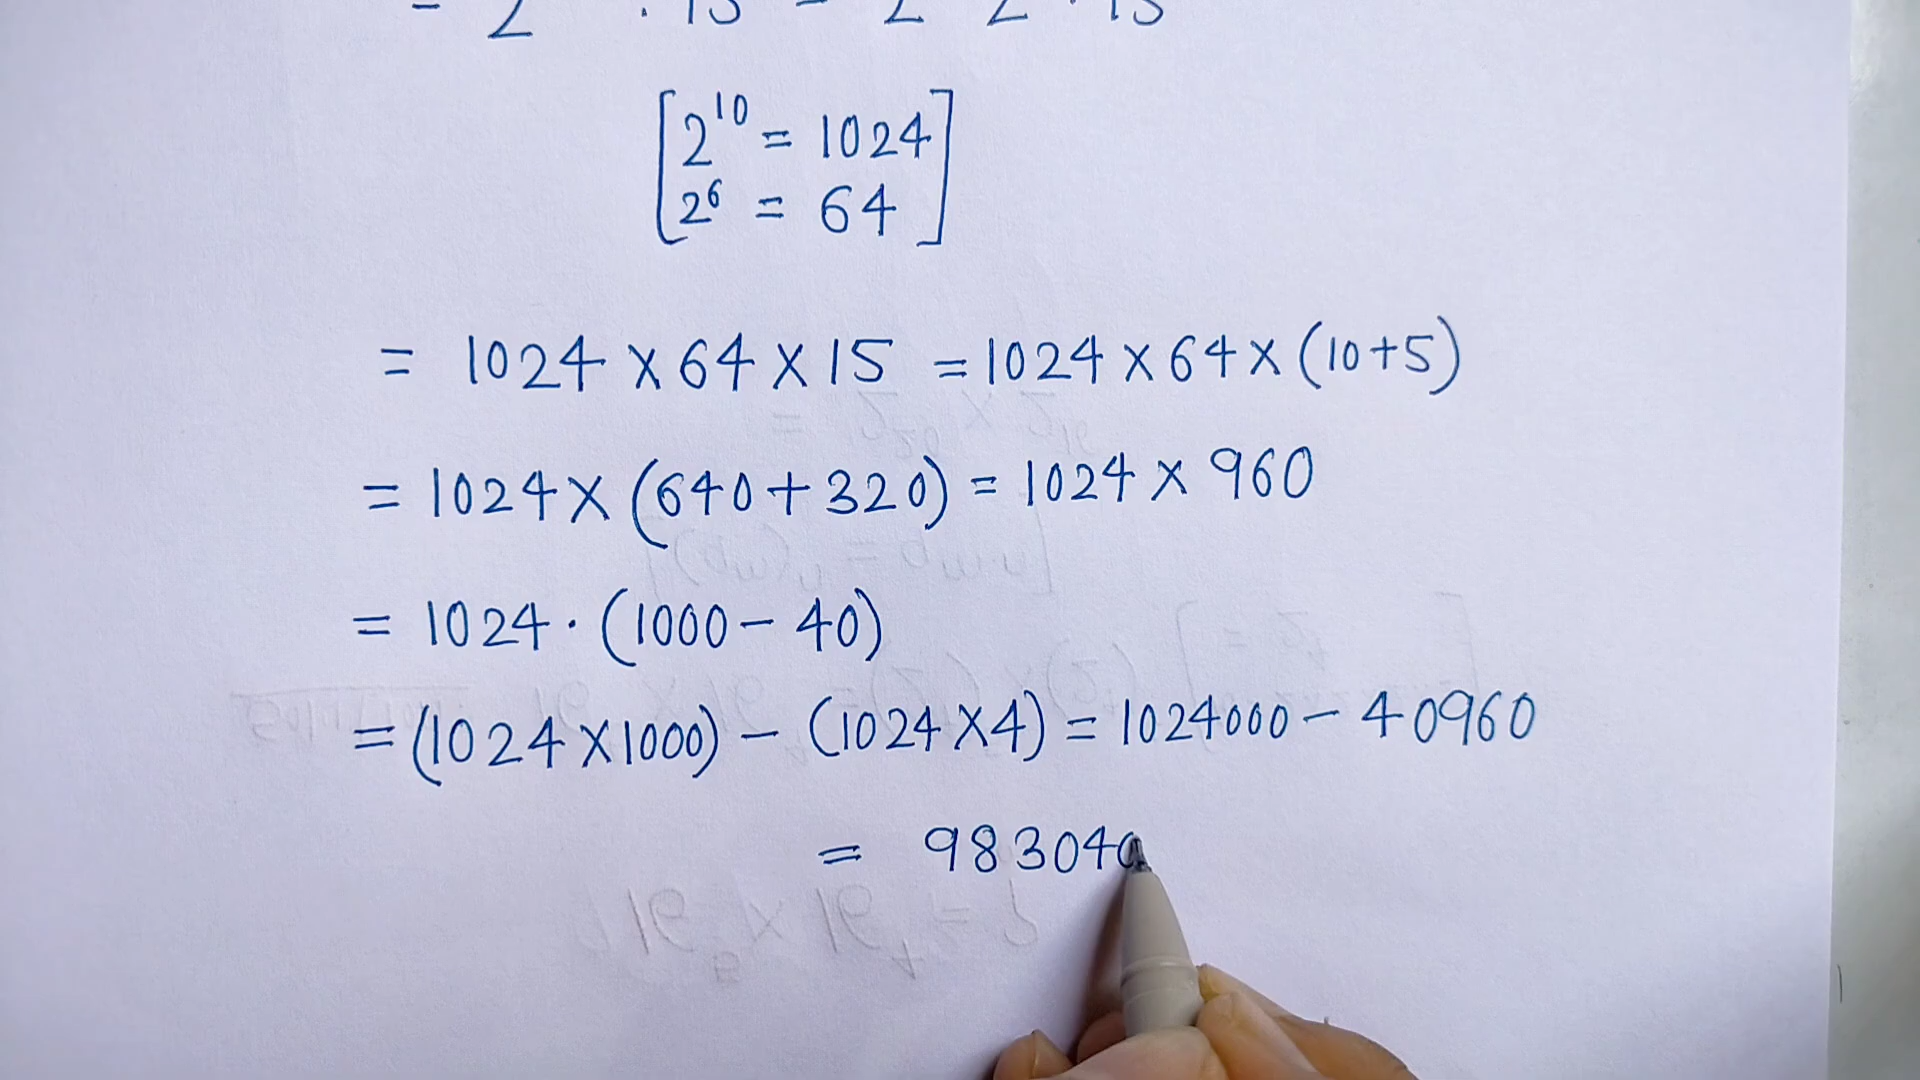 [2^10 = 1024
2^6 = 64]
= 1024 × 64 × 15 = 1024 × 64 × (10+5)
= 1024 × (640 + 320) = 1024 × 960
= 1024 · (1000 - 40)
= (1024 × 1000) - (1024 × 4) = 1024000 - 40960
= 983040